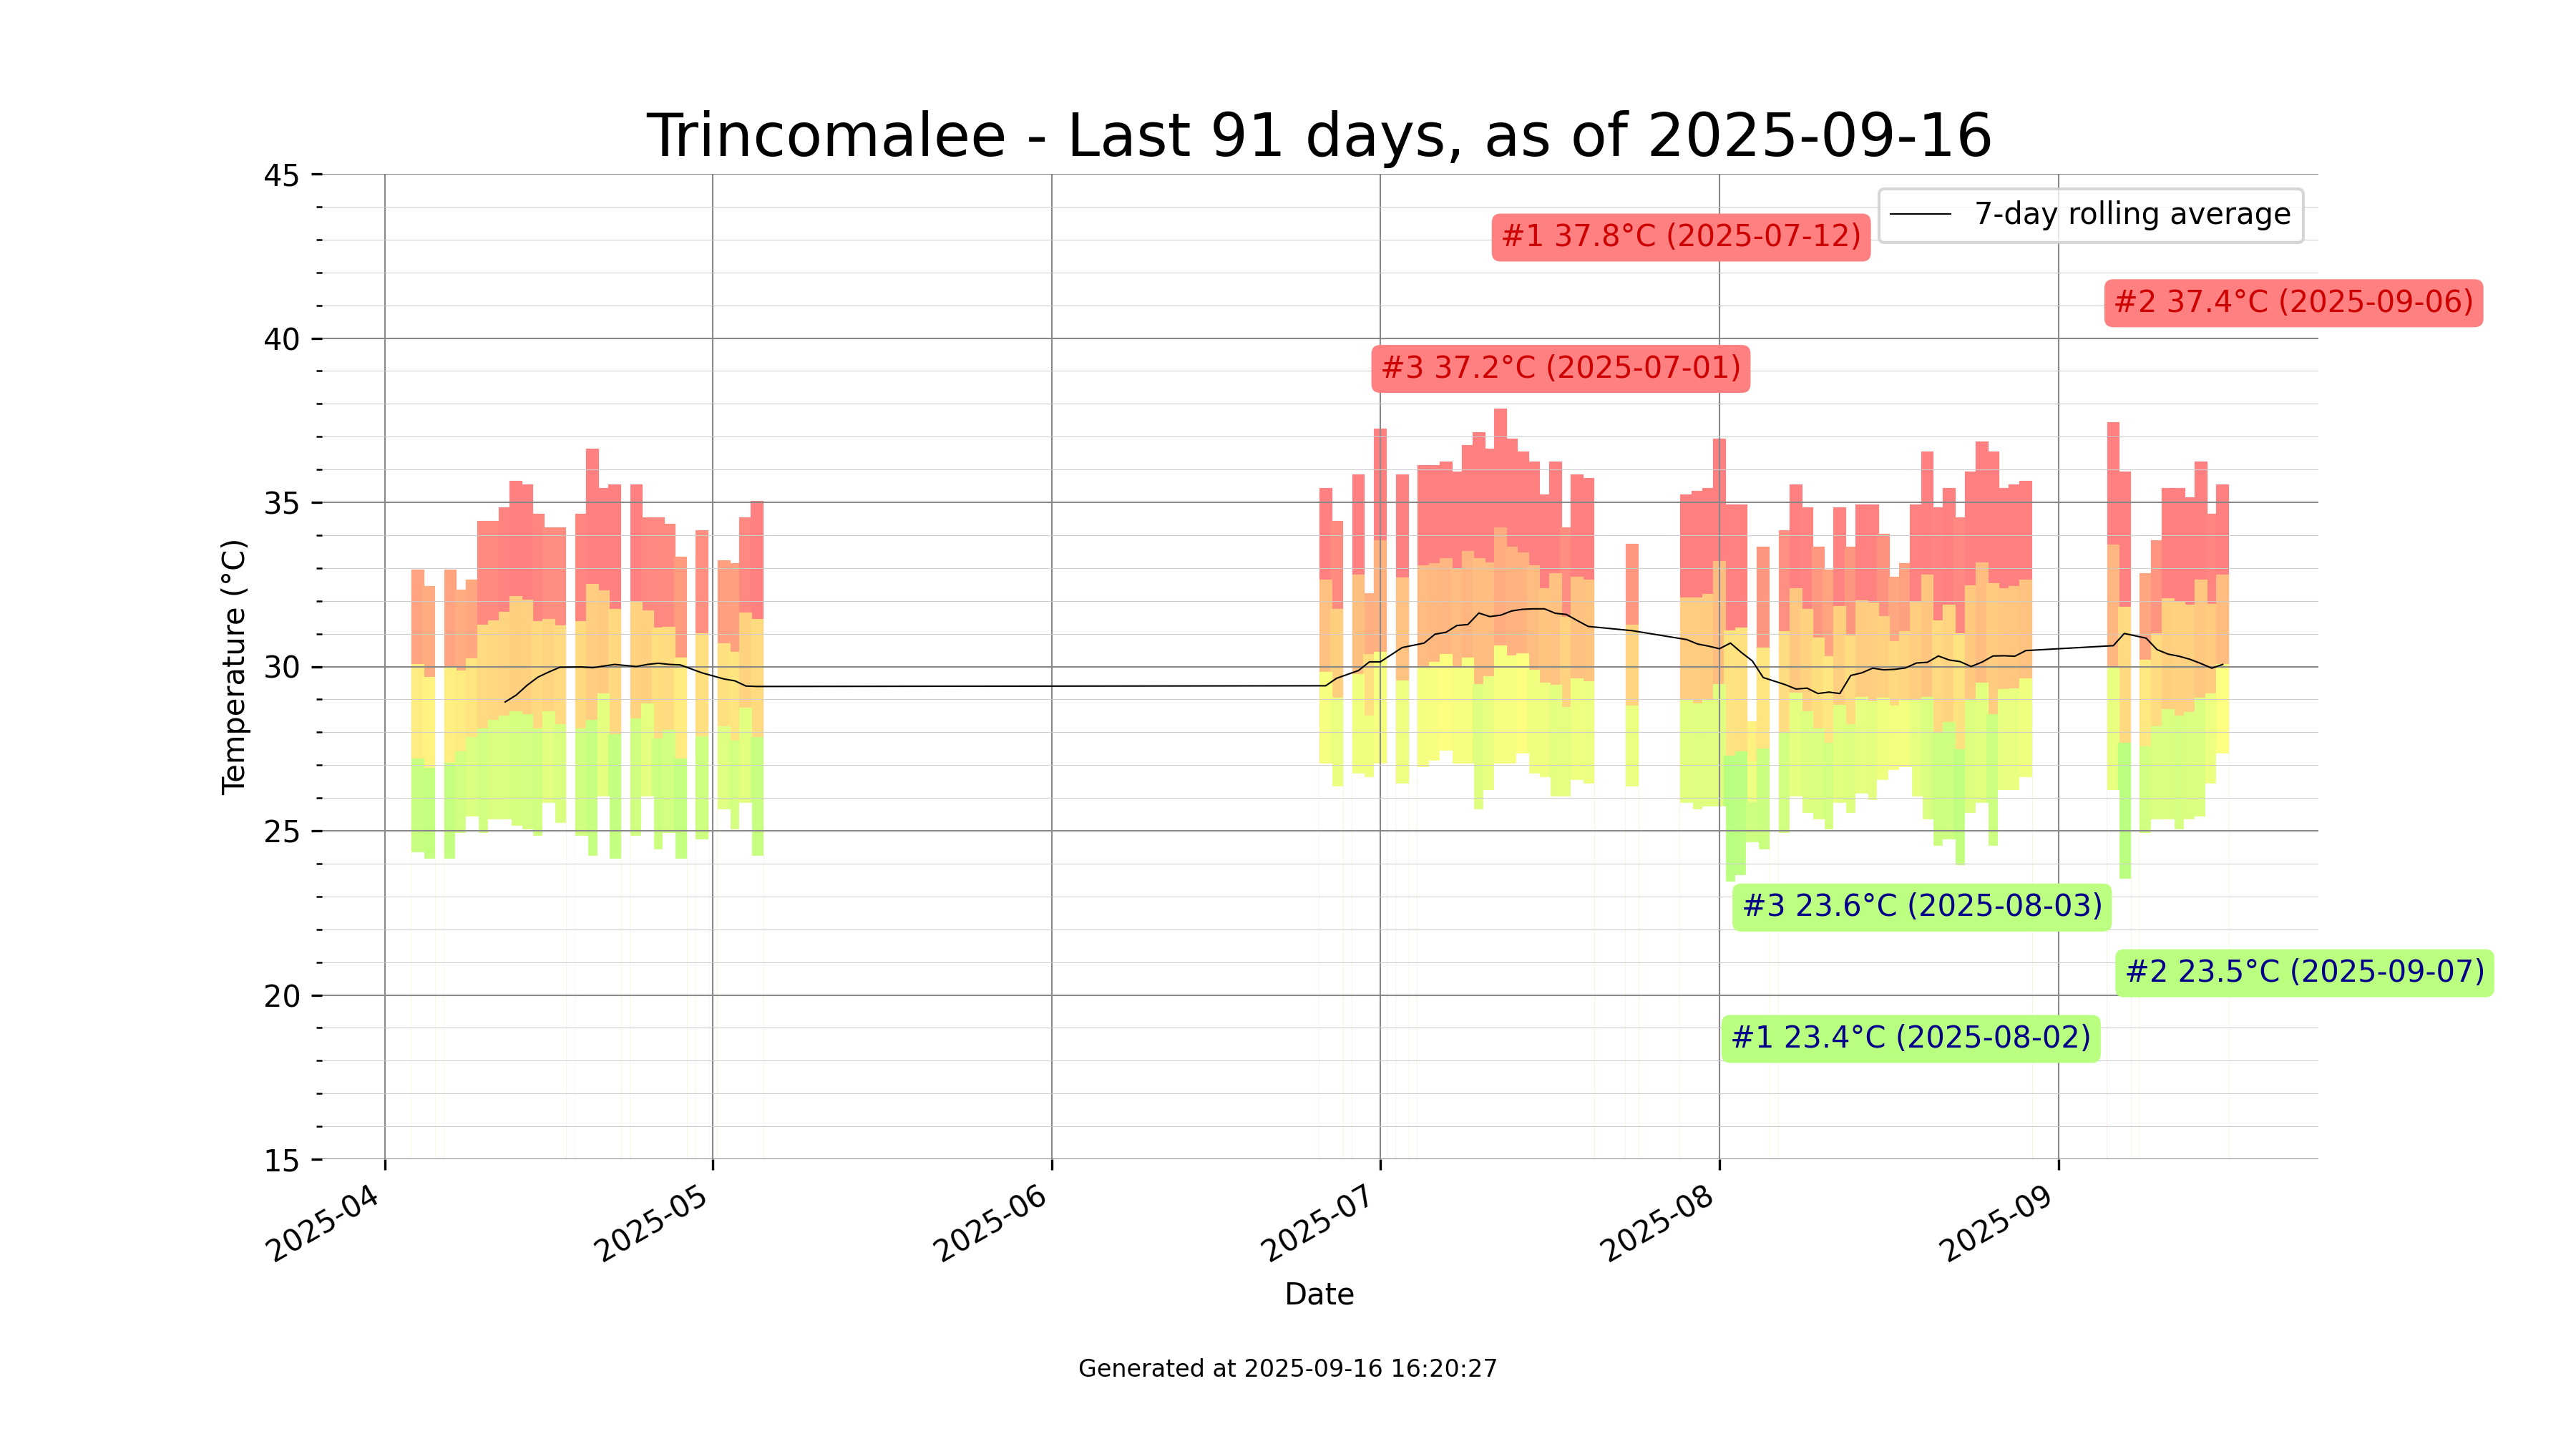 Trincomalee - Last 91 days, as of 2025-09-16
7-day rolling average
#1 37.8°C (2025-07-12)
#2 37.4°C (2025-09-06)
#3 37.2°C (2025-07-01)
#3 23.6°C (2025-08-03)
#2 23.5°C (2025-09-07)
#1 23.4°C (2025-08-02)
Temperature (°C)
45
40
35
30
25
20
15
2025-04
2025-05
2025-06
2025-07
2025-08
2025-09
Date
Generated at 2025-09-16 16:20:27